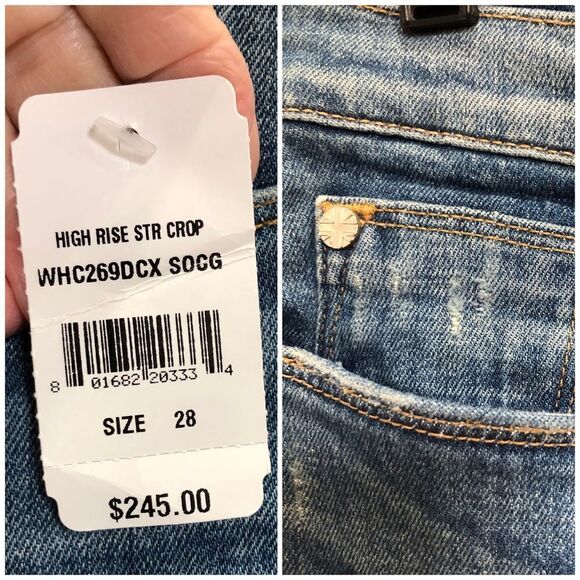 HIGH RISE STR CROP
WHC269DCX SOCG
8 01682 20333 4
SIZE 28
$245.00